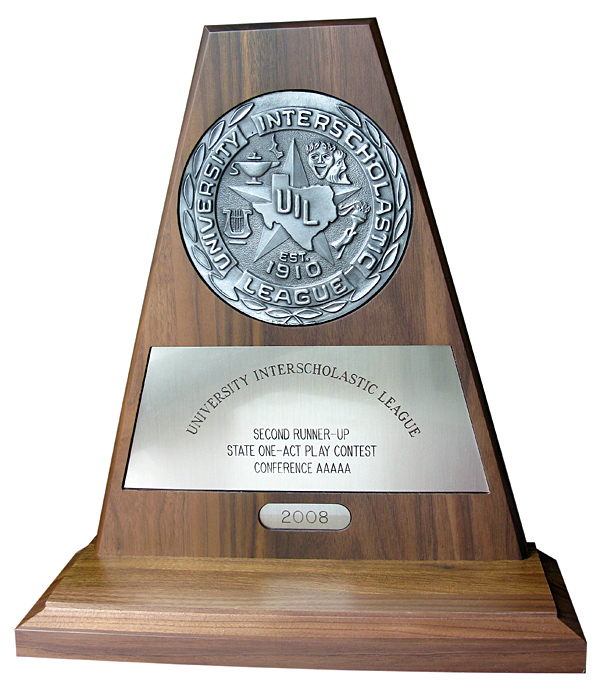 UNIVERSITY INTERSCHOLASTIC
UIL
EST.
1910
LEAGUE
UNIVERSITY INTERSCHOLASTIC LEAGUE
SECOND RUNNER-UP
STATE ONE-ACT PLAY CONTEST
CONFERENCE AAAAA
2008